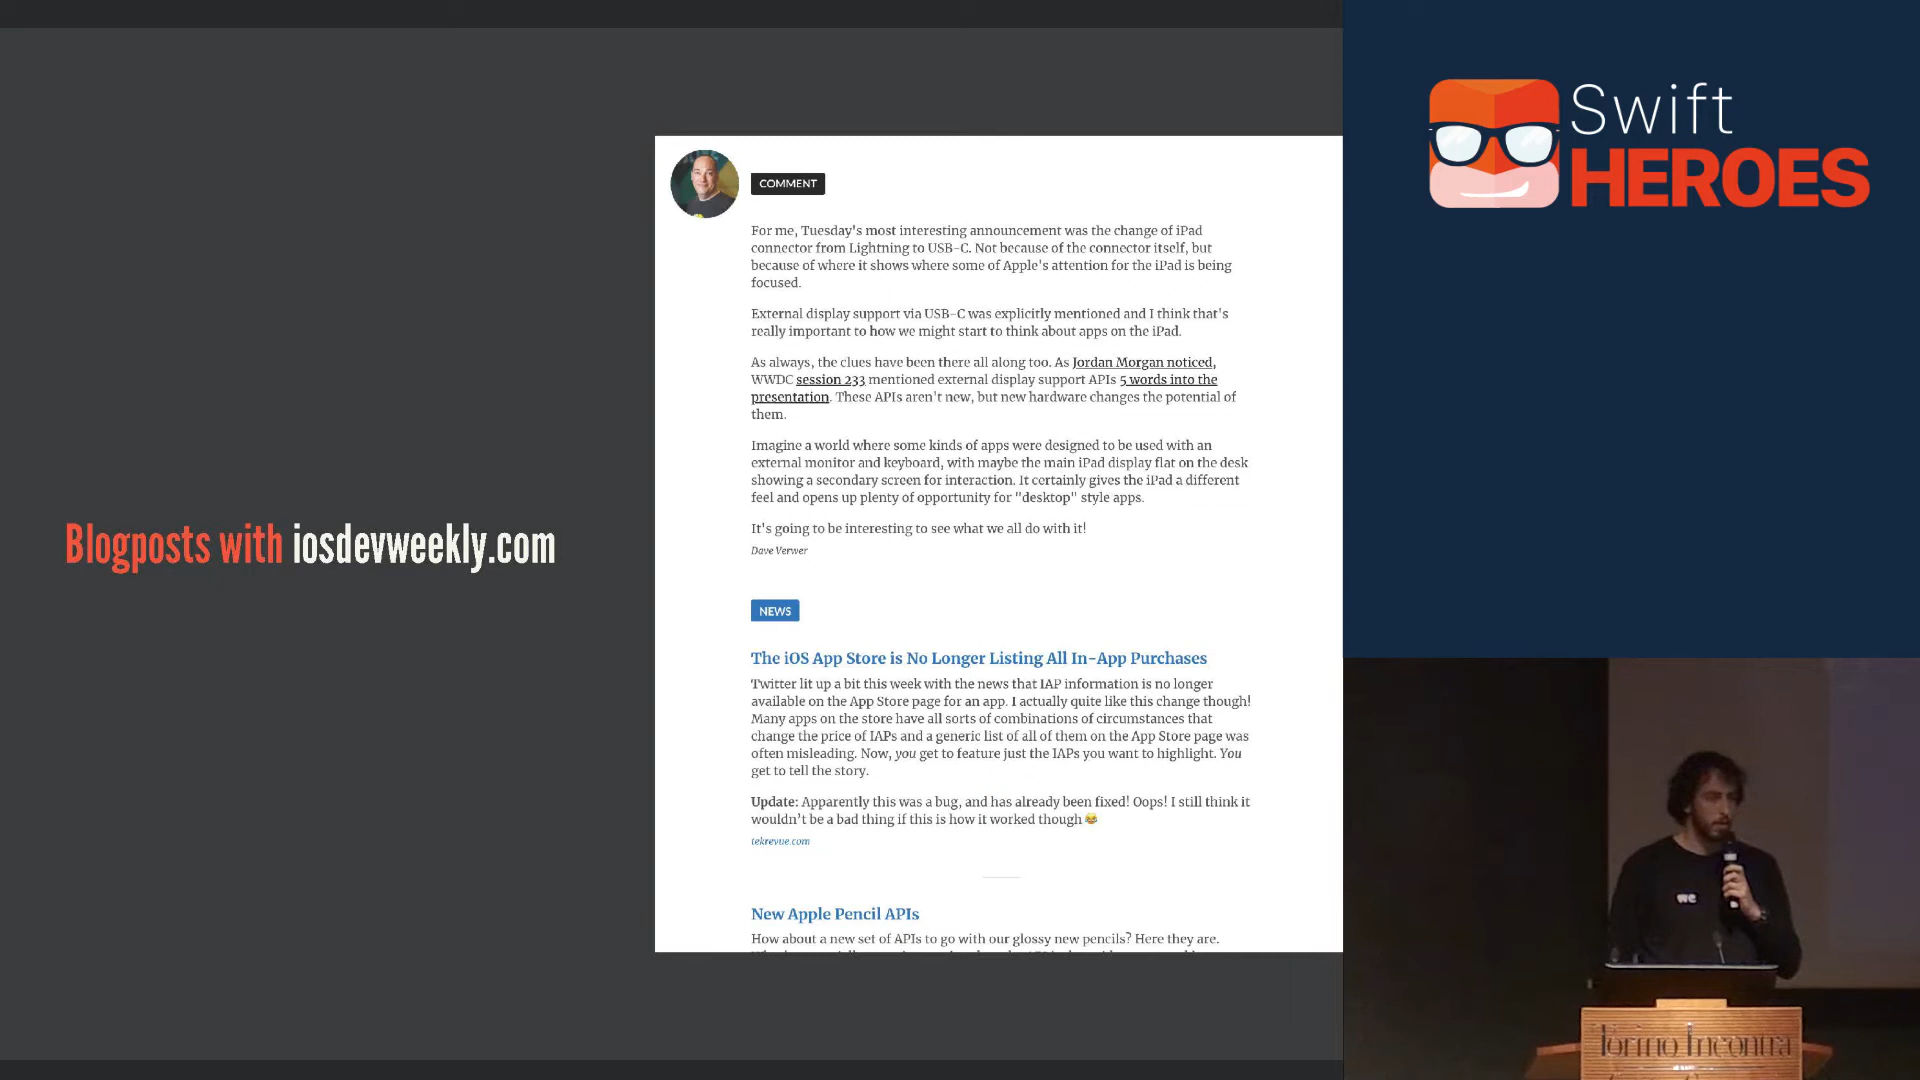 Blogposts with iosdevweekly.com
COMMENT
For me, Tuesday's most interesting announcement was the change of iPad
connector from Lightning to USB-C. Not because of the connector itself, but
because of where it shows where some of Apple's attention for the iPad is being
focused.
External display support via USB-C was explicitly mentioned and I think that's
really important to how we might start to think about apps on the iPad.
As always, the clues have been there all along too. As Jordan Morgan noticed,
WWDC session 233 mentioned external display support APIs 5 words into the
presentation. These APIs aren't new, but new hardware changes the potential of
them.
Imagine a world where some kinds of apps were designed to be used with an
external monitor and keyboard, with maybe the main iPad display flat on the desk
showing a secondary screen for interaction. It certainly gives the iPad a different
feel and opens up plenty of opportunity for "desktop" style apps.
It's going to be interesting to see what we all do with it!
Dave Verwer
NEWS
The iOS App Store is No Longer Listing All In-App Purchases
Twitter lit up a bit this week with the news that IAP information is no longer
available on the App Store page for an app. I actually quite like this change though!
Many apps on the store have all sorts of combinations of circumstances that
change the price of IAPs and a generic list of all of them on the App Store page was
often misleading. Now, you get to feature just the IAPs you want to highlight. You
get to tell the story.
Update: Apparently this was a bug, and has already been fixed! Oops! I still think it
wouldn't be a bad thing if this is how it worked though 😂
tekrevue.com
New Apple Pencil APIs
How about a new set of APIs to go with our glossy new pencils? Here they are.
Swift
HEROES
we
Torino Incontra